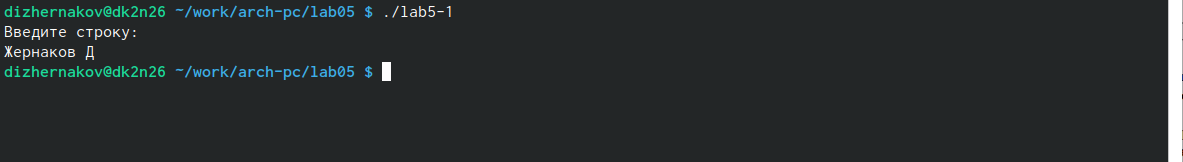 dizhernakov@dk2n26 ~/work/arch-pc/lab05 $ ./lab5-1
Введите строку:
Жернаков Д
dizhernakov@dk2n26 ~/work/arch-pc/lab05 $